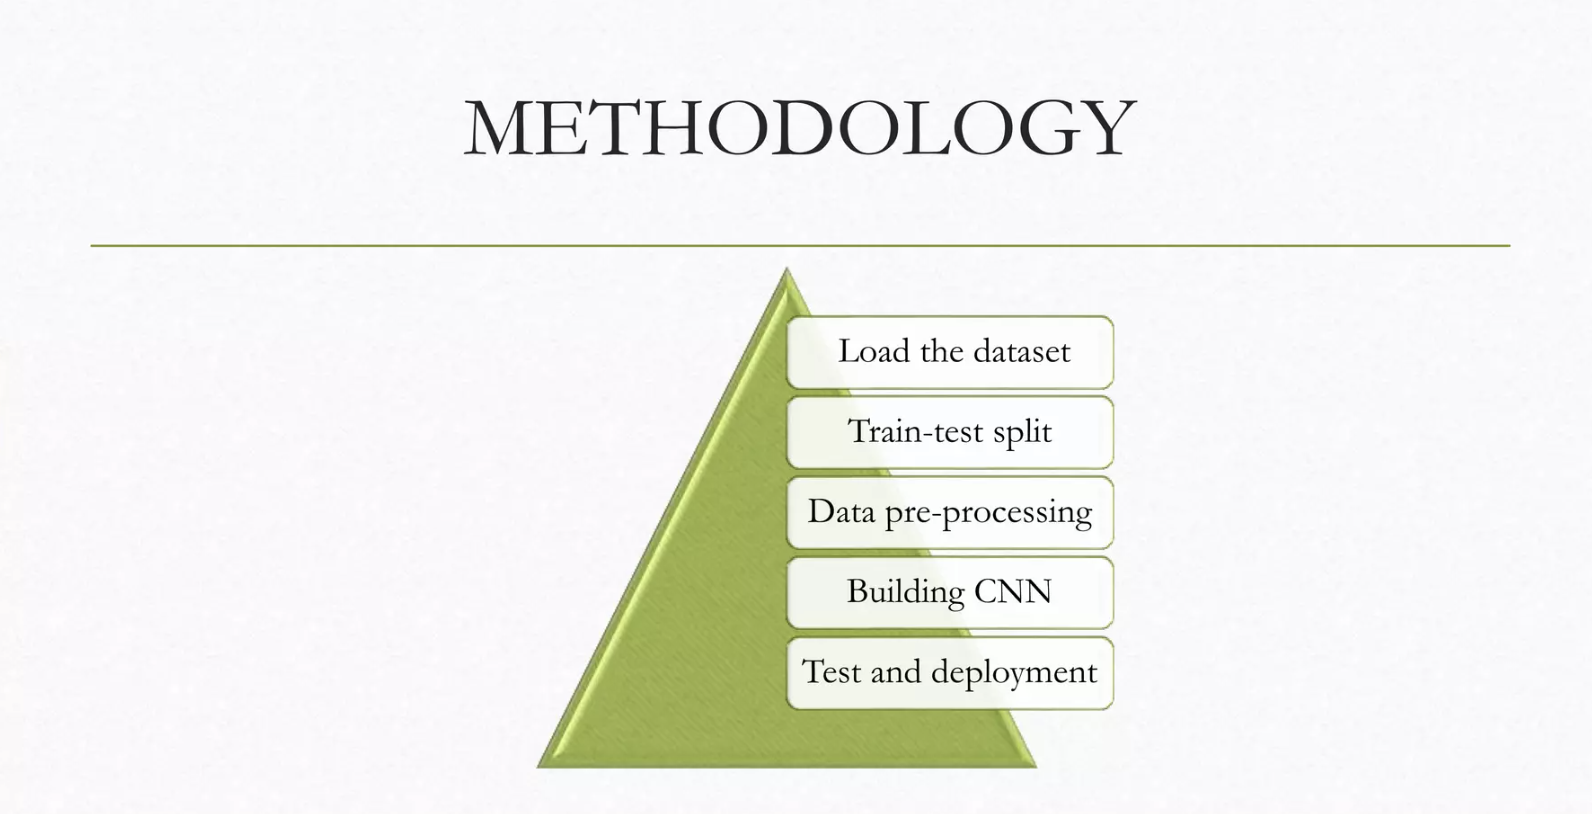 METHODOLOGY
Load the dataset
Train-test split
Data pre-processing
Building CNN
Test and deployment